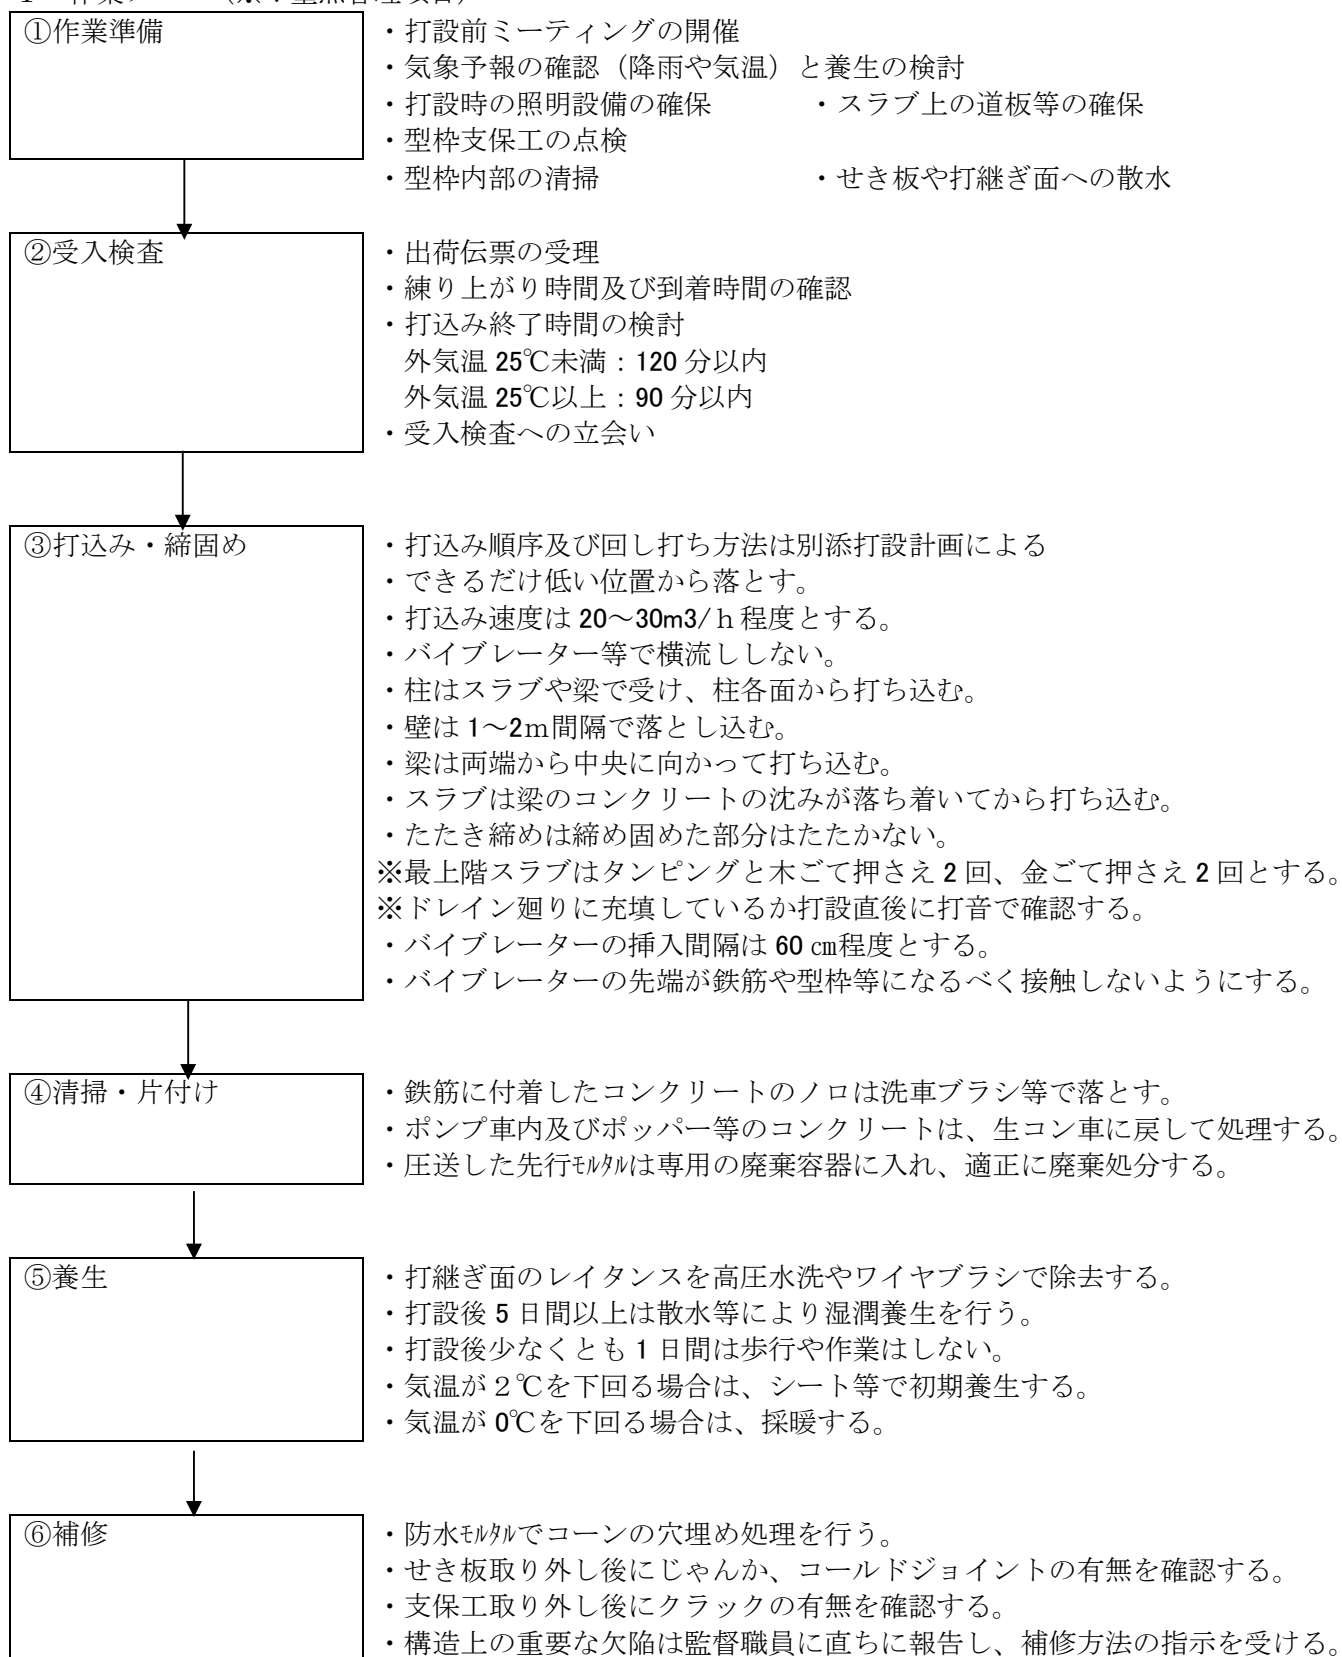 ①作業準備
・打設前ミーティングの開催
・気象予報の確認（降雨や気温）と養生の検討
・打設時の照明設備の確保 ・スラブ上の道板等の確保
・型枠支保工の点検
・型枠内部の清掃 ・せき板や打継ぎ面への散水
②受入検査
・出荷伝票の受理
・練り上がり時間及び到着時間の確認
・打込み終了時間の検討
外気温 25℃未満：120 分以内
外気温 25℃以上：90 分以内
・受入検査への立会い
③打込み・締固め
・打込み順序及び回し打ち方法は別添打設計画による
・できるだけ低い位置から落とす。
・打込み速度は 20～30m3/ｈ程度とする。
・バイブレーター等で横流ししない。
・柱はスラブや梁で受け、柱各面から打ち込む。
・壁は 1～2ｍ間隔で落とし込む。
・梁は両端から中央に向かって打ち込む。
・スラブは梁のコンクリートの沈みが落ち着いてから打ち込む。
・たたき締めは締め固めた部分はたたかない。
※最上階スラブはタンピングと木ごて押さえ 2 回、金ごて押さえ 2 回とする。
※ドレイン廻りに充填しているか打設直後に打音で確認する。
・バイブレーターの挿入間隔は 60 ㎝程度とする。
・バイブレーターの先端が鉄筋や型枠等になるべく接触しないようにする。
④清掃・片付け
・鉄筋に付着したコンクリートのノロは洗車ブラシ等で落とす。
・ポンプ車内及びポッパー等のコンクリートは、生コン車に戻して処理する。
・圧送した先行ﾓﾙﾀﾙは専用の廃棄容器に入れ、適正に廃棄処分する。
⑤養生
・打継ぎ面のレイタンスを高圧水洗やワイヤブラシで除去する。
・打設後 5 日間以上は散水等により湿潤養生を行う。
・打設後少なくとも 1 日間は歩行や作業はしない。
・気温が２℃を下回る場合は、シート等で初期養生する。
・気温が 0℃を下回る場合は、採暖する。
⑥補修
・防水ﾓﾙﾀﾙでコーンの穴埋め処理を行う。
・せき板取り外し後にじゃんか、コールドジョイントの有無を確認する。
・支保工取り外し後にクラックの有無を確認する。
・構造上の重要な欠陥は監督職員に直ちに報告し、補修方法の指示を受ける。